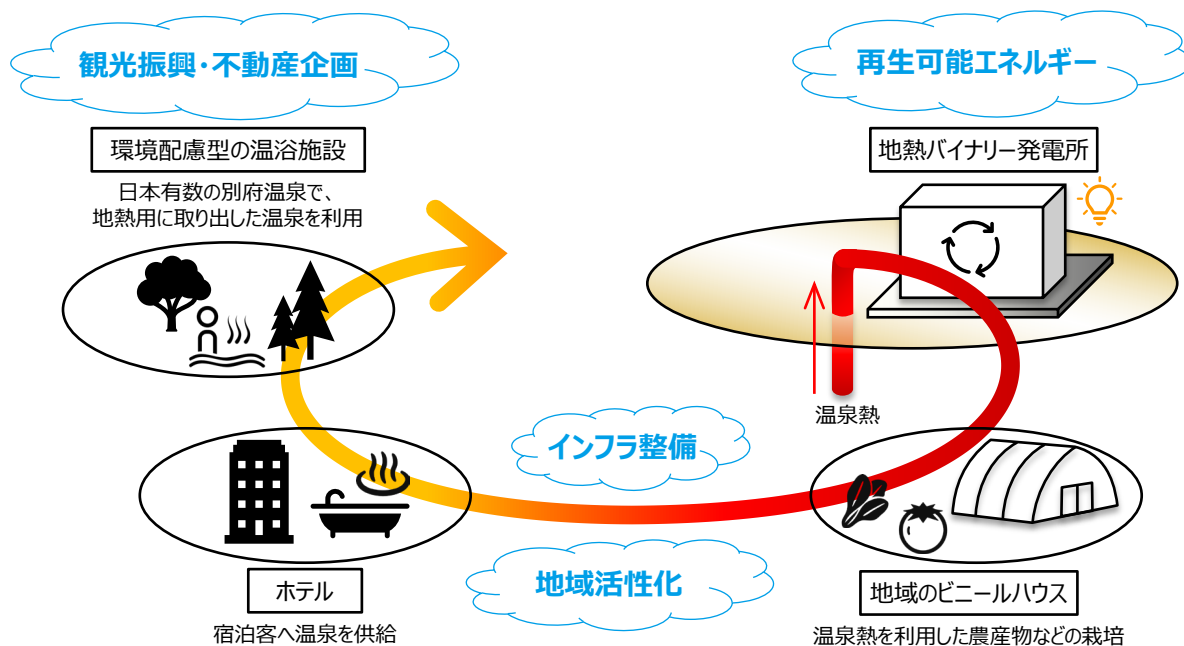 観光振興・不動産企画
環境配慮型の温浴施設
日本有数の別府温泉で、
地熱用に取り出した温泉を利用
再生可能エネルギー
地熱バイナリー発電所
温泉熱
インフラ整備
地域活性化
ホテル
宿泊客へ温泉を供給
地域のビニールハウス
温泉熱を利用した農産物などの栽培